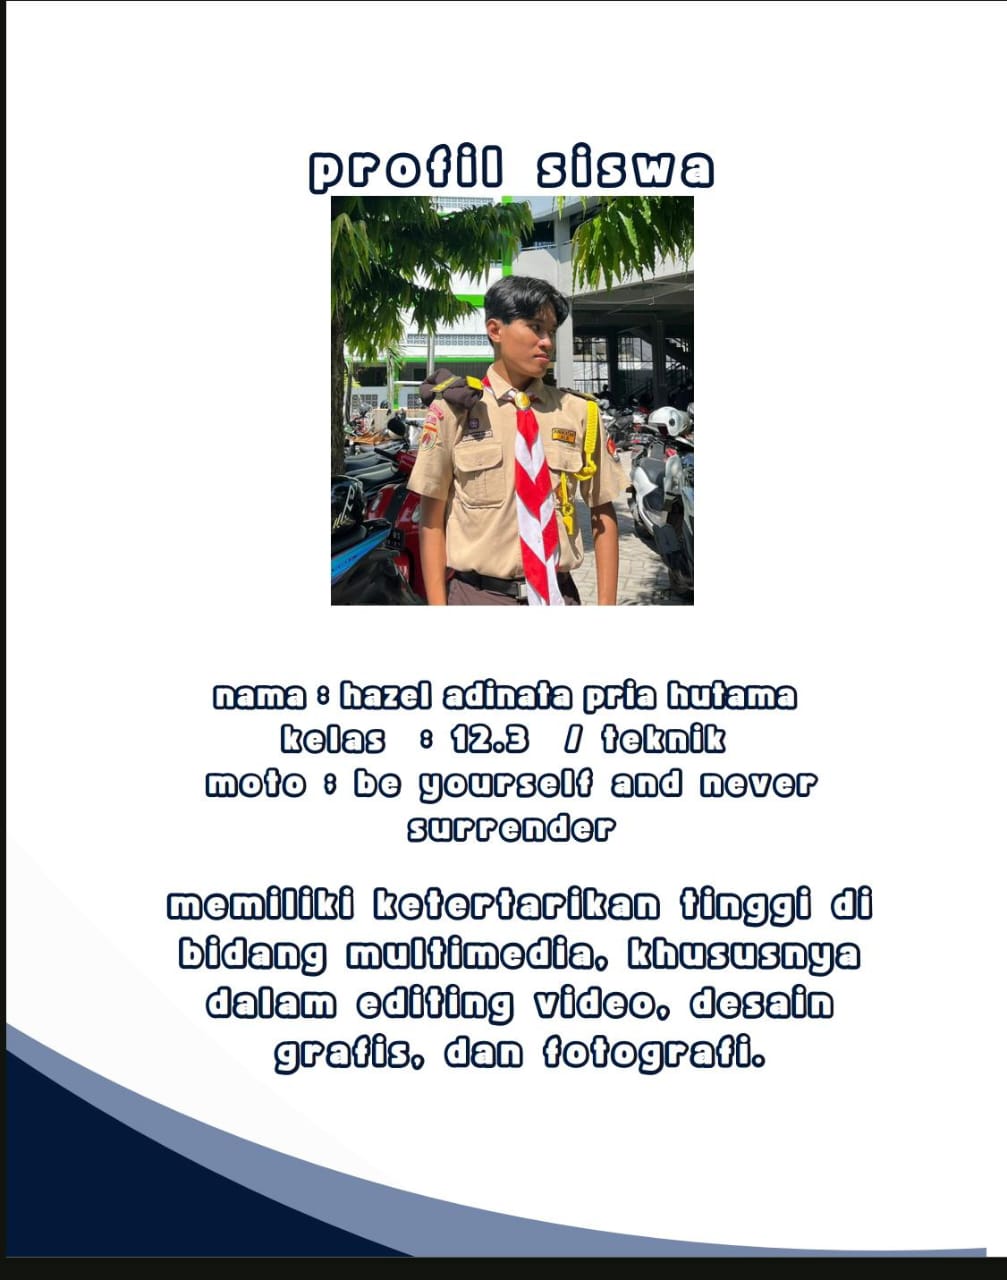 profil siswa
nama : hazel adinata pria hutama
kelas : 12.3 / teknik
moto : be yourself and never
surrender
memiliki ketertarikan tinggi di
bidang multimedia, khususnya
dalam editing video, desain
grafis, dan fotografi.